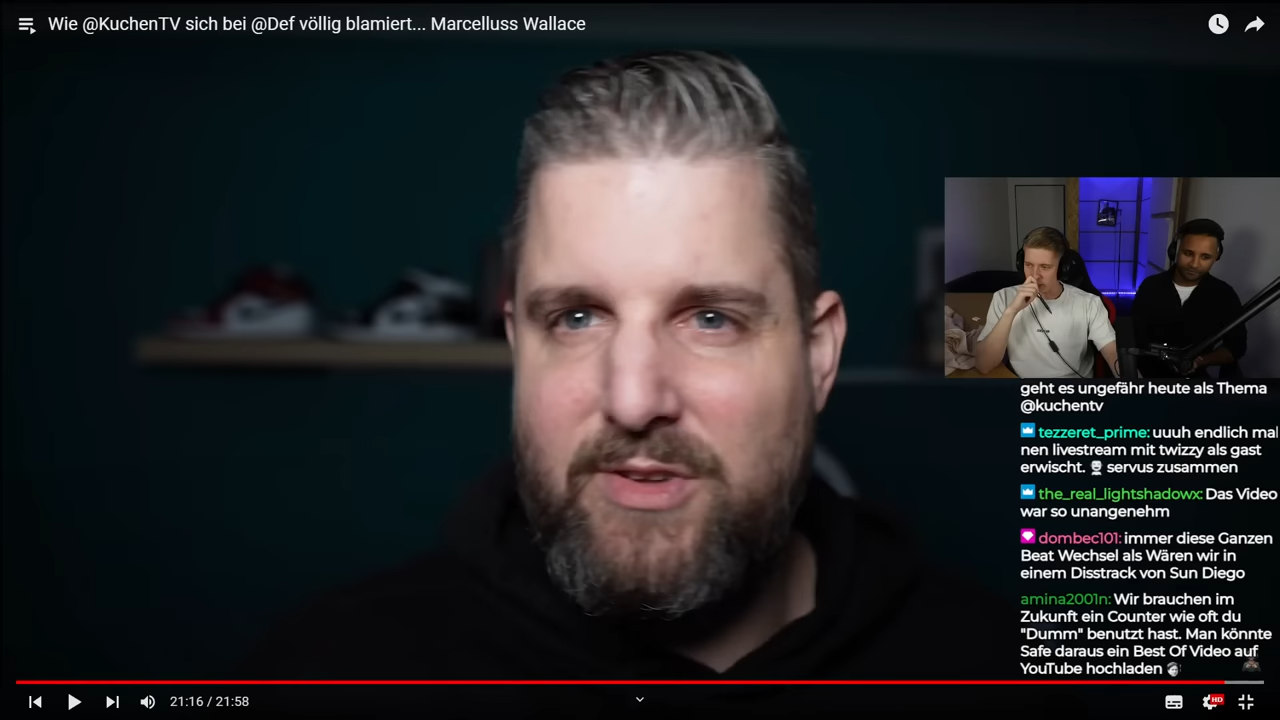 Wie @KuchenTV sich bei @Def völlig blamiert... Marcelluss Wallace
geht es ungefähr heute als Thema
@kuchentv
tezzeret_prime: uuuh endlich mal
nen livestream mit twizzy als gast
erwischt. servus zusammen
the_real_lightshadowx: Das Video
war so unangenehm
dombec101: immer diese Ganzen
Beat Wechsel als Wären wir in
einem Disstrack von Sun Diego
amina2001n: Wir brauchen im
Zukunft ein Counter wie oft du
"Dumm" benutzt hast. Man könnte
Safe daraus ein Best Of Video auf
YouTube hochladen
21:16 / 21:58
HD